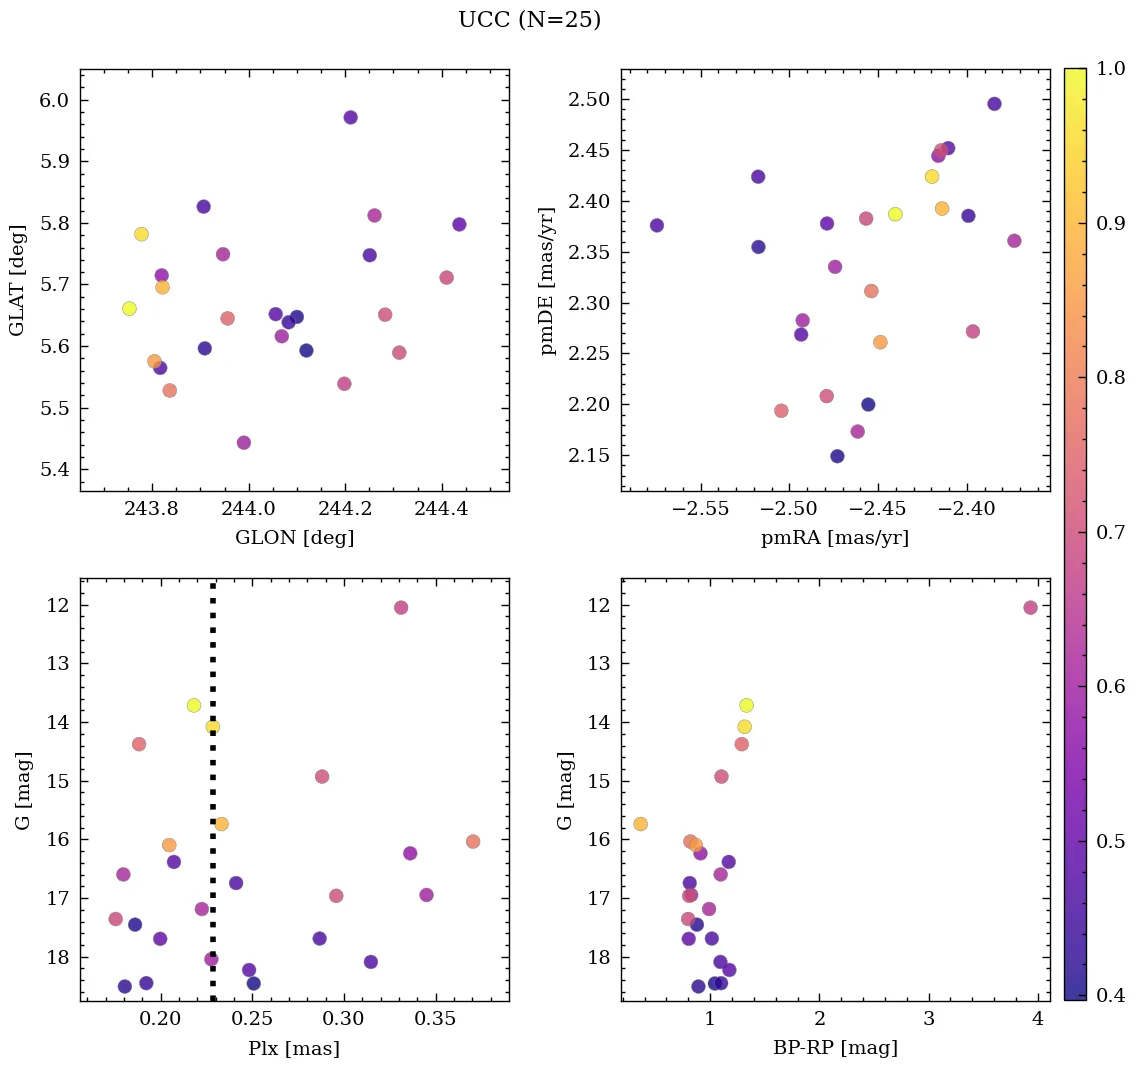 UCC (N=25)
6.0
5.9
5.8
5.7
5.6
5.5
5.4
GLAT [deg]
243.8 244.0 244.2 244.4
GLON [deg]
2.50
2.45
2.40
2.35
2.30
2.25
2.20
2.15
pmDE [mas/yr]
−2.55 −2.50 −2.45 −2.40
pmRA [mas/yr]
12
13
14
15
16
17
18
G [mag]
0.20 0.25 0.30 0.35
Plx [mas]
12
13
14
15
16
17
18
G [mag]
1 2 3 4
BP-RP [mag]
1.0
0.9
0.8
0.7
0.6
0.5
0.4